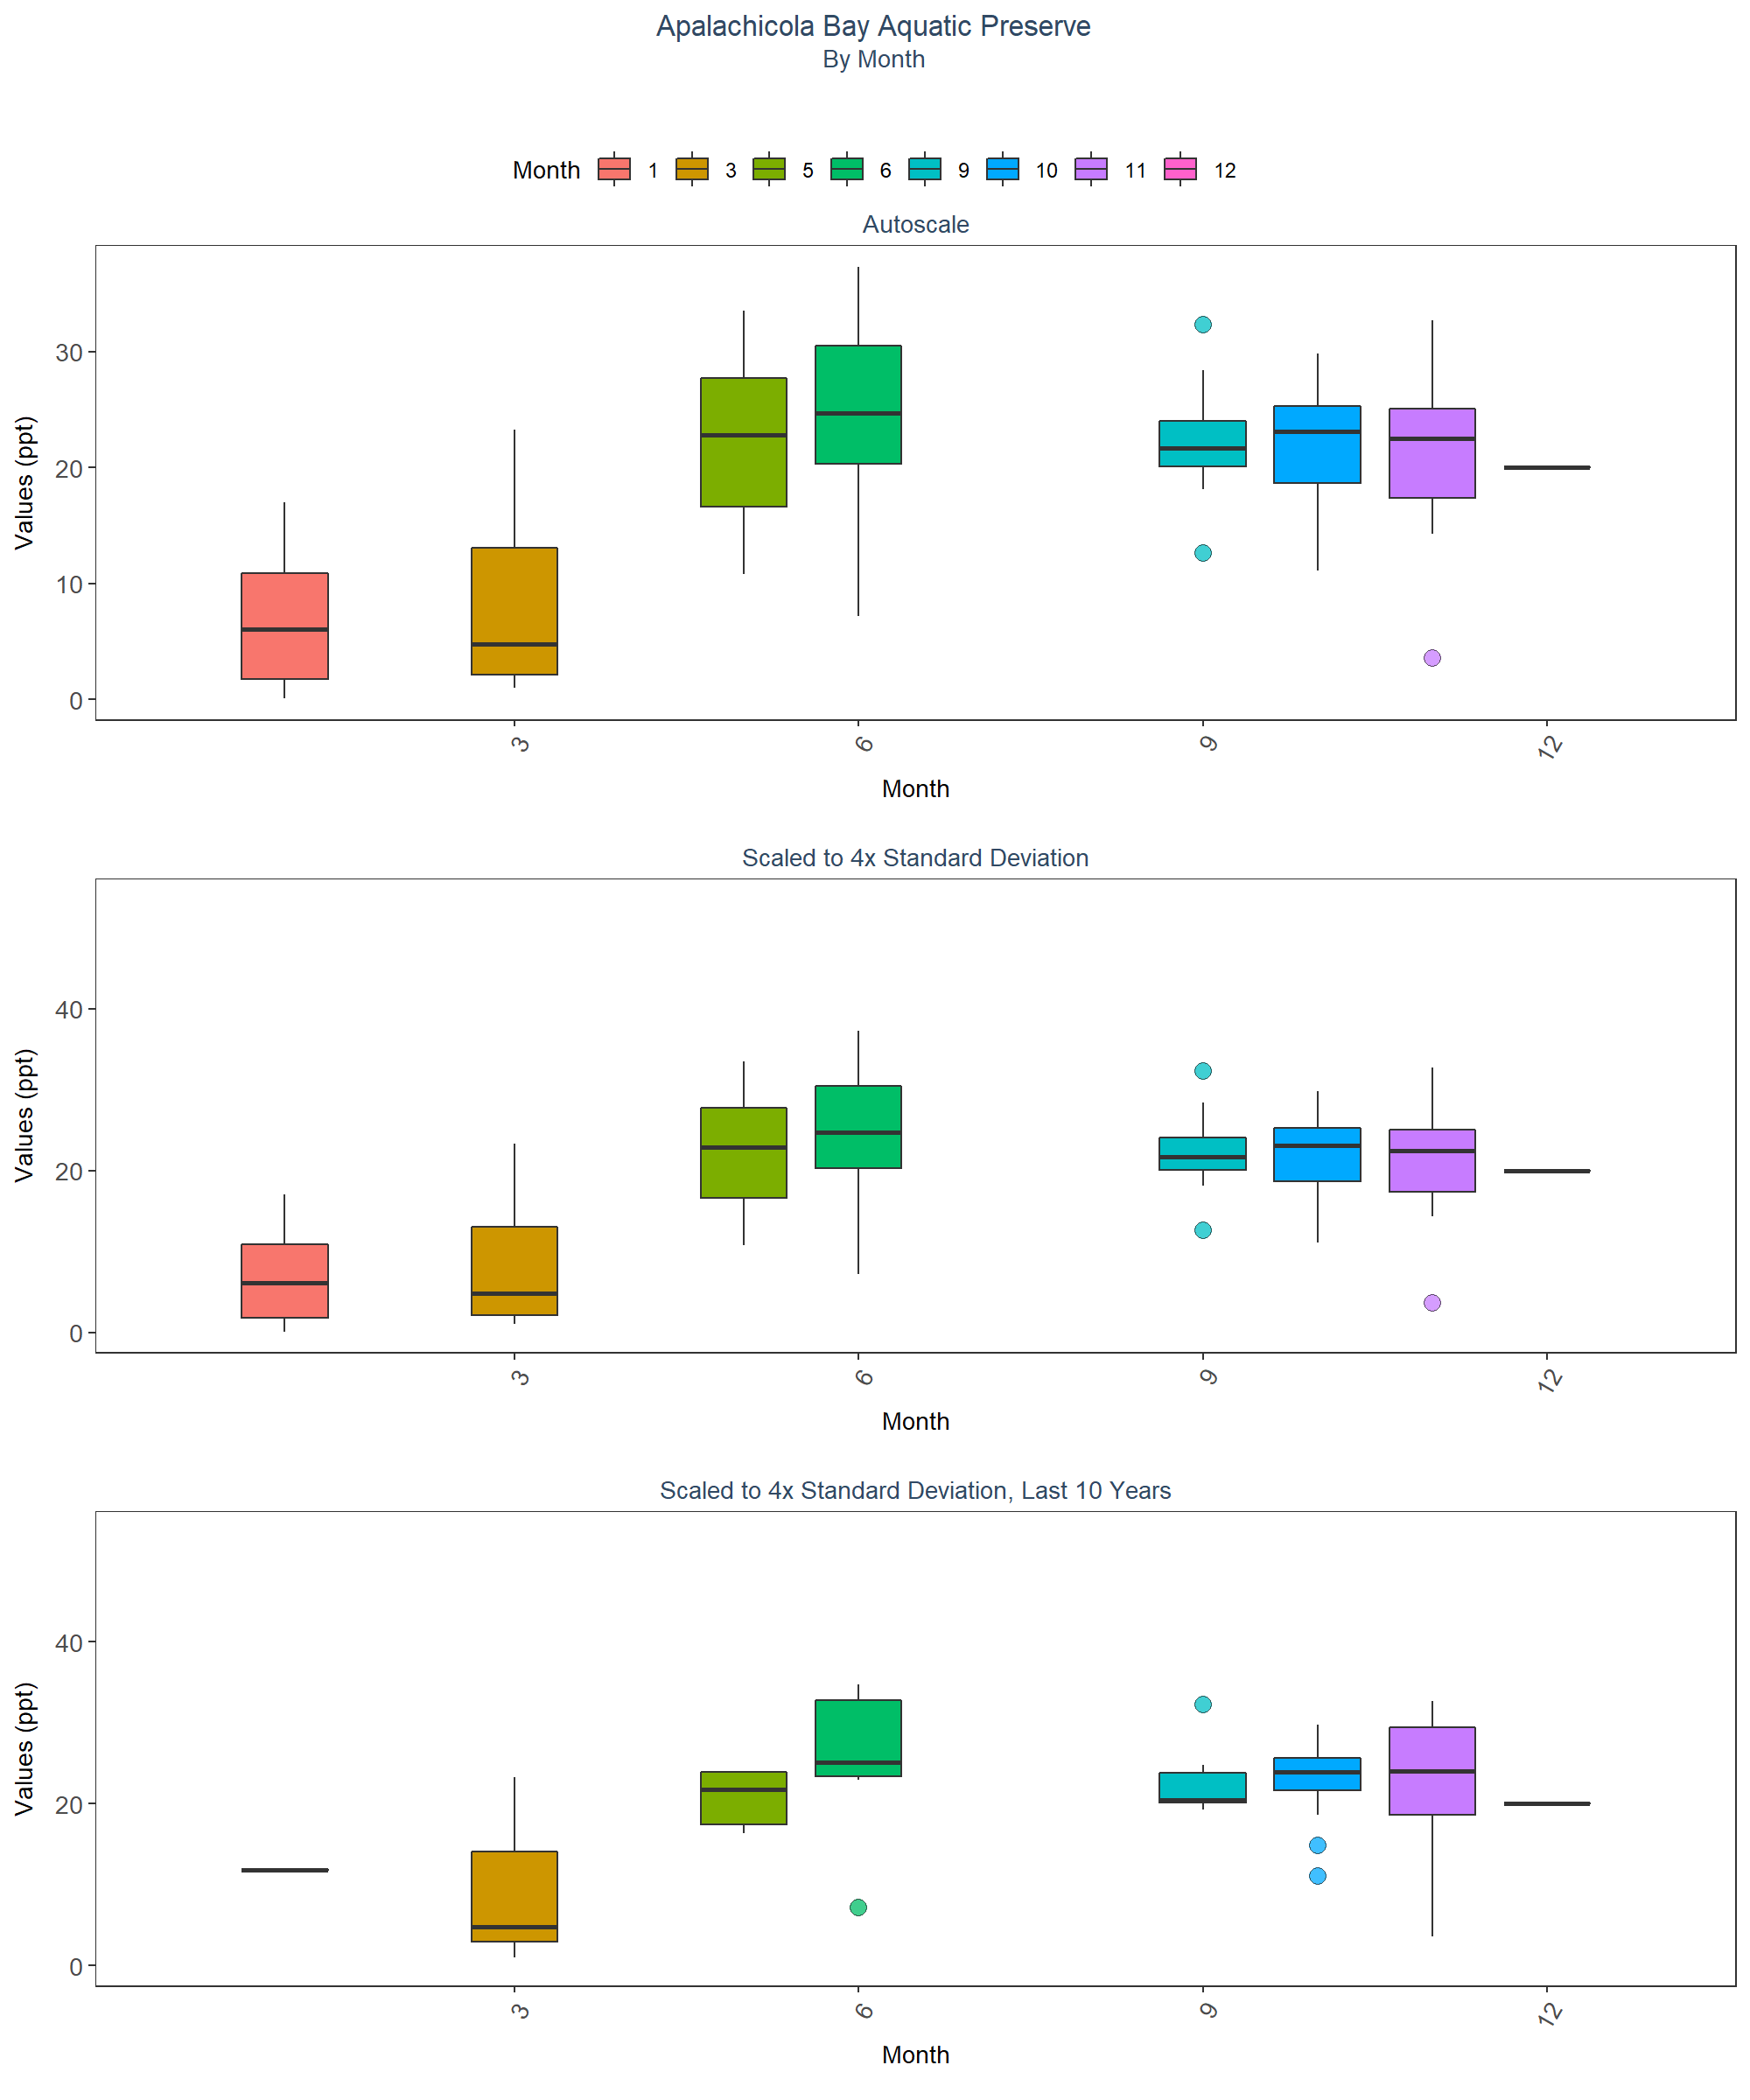 Apalachicola Bay Aquatic Preserve
By Month
Month 1 3 5 6 9 10 11 12
Autoscale
Values (ppt)
30
20
10
0
3 6 9 12
Month
Scaled to 4x Standard Deviation
Values (ppt)
40
20
0
3 6 9 12
Month
Scaled to 4x Standard Deviation, Last 10 Years
Values (ppt)
40
20
0
3 6 9 12
Month